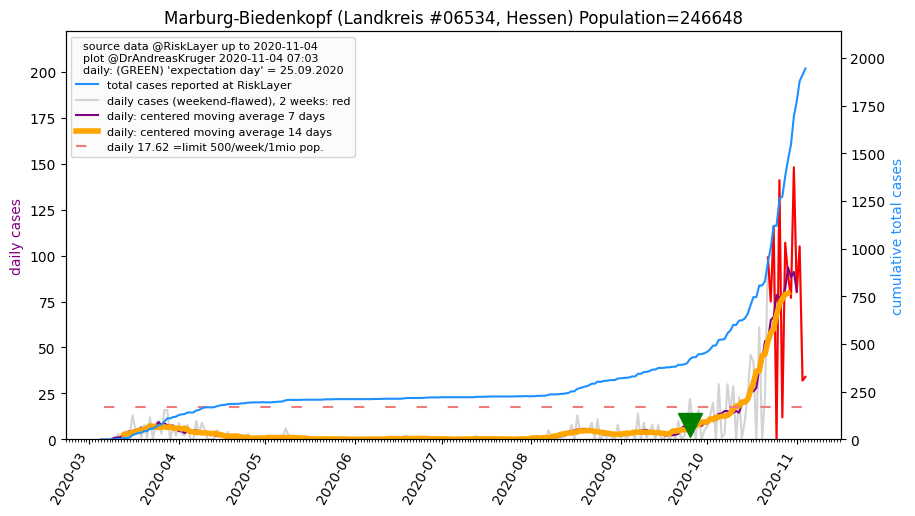 Marburg-Biedenkopf (Landkreis #06534, Hessen) Population=246648
source data @RiskLayer up to 2020-11-04
plot @DrAndreasKruger 2020-11-04 07:03
daily: (GREEN) 'expectation day' = 25.09.2020
total cases reported at RiskLayer
daily cases (weekend-flawed), 2 weeks: red
daily: centered moving average 7 days
daily: centered moving average 14 days
daily 17.62 =limit 500/week/1mio pop.
daily cases
200
175
150
125
100
75
50
25
0
2000
1750
1500
1250
1000
750
500
250
0
cumulative total cases
2020-03
2020-04
2020-05
2020-06
2020-07
2020-08
2020-09
2020-10
2020-11